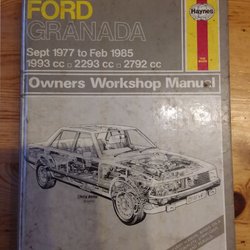 FORD
GRANADA
Haynes
Sept 1977 to Feb 1985
1993 cc □ 2293 cc □ 2792 cc
Owners Workshop Manual